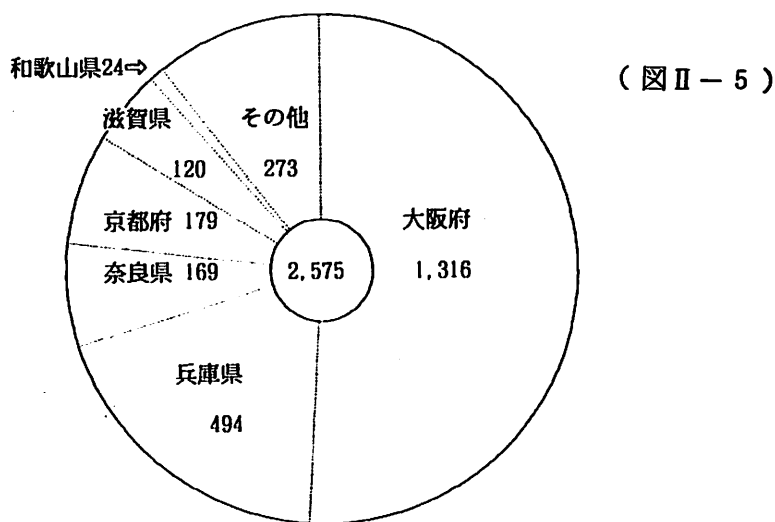 (図Ⅱ-5)
和歌山県24⇨
滋賀県
120
その他
273
京都府 179
奈良県 169
2,575
大阪府
1,316
兵庫県
494